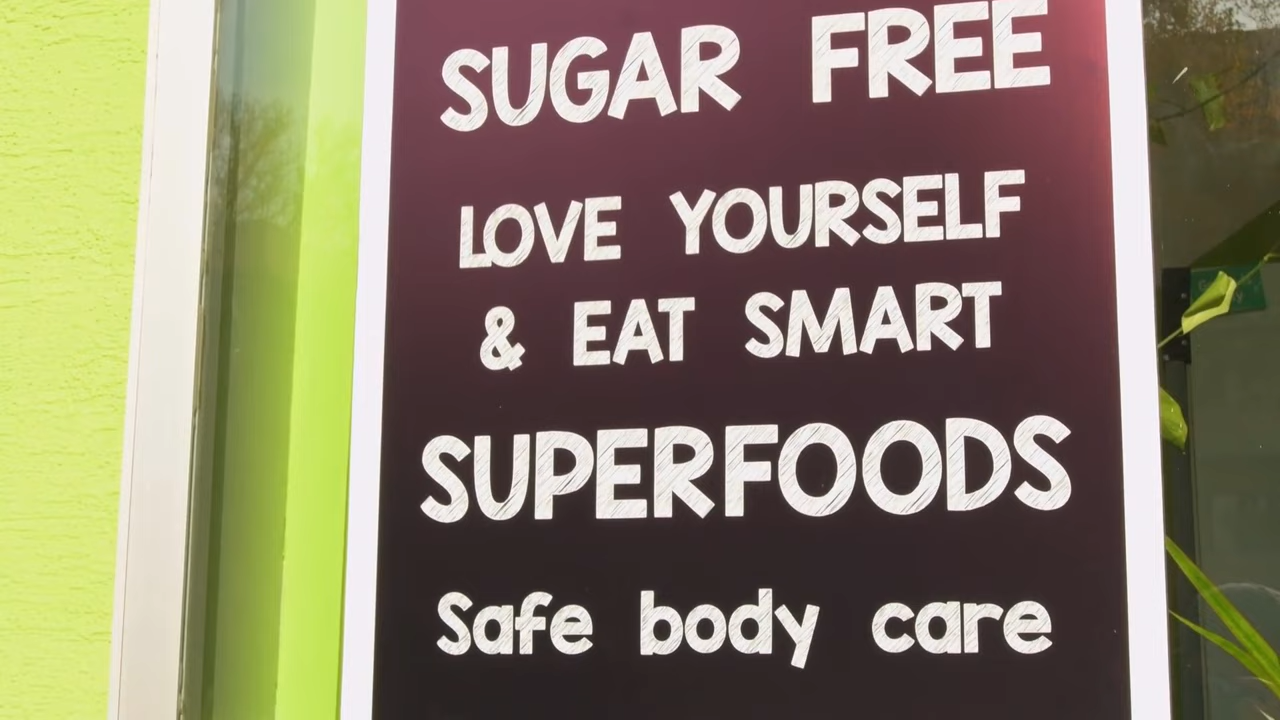 SUGAR FREE
LOVE YOURSELF
& EAT SMART
SUPERFOODS
Safe body care